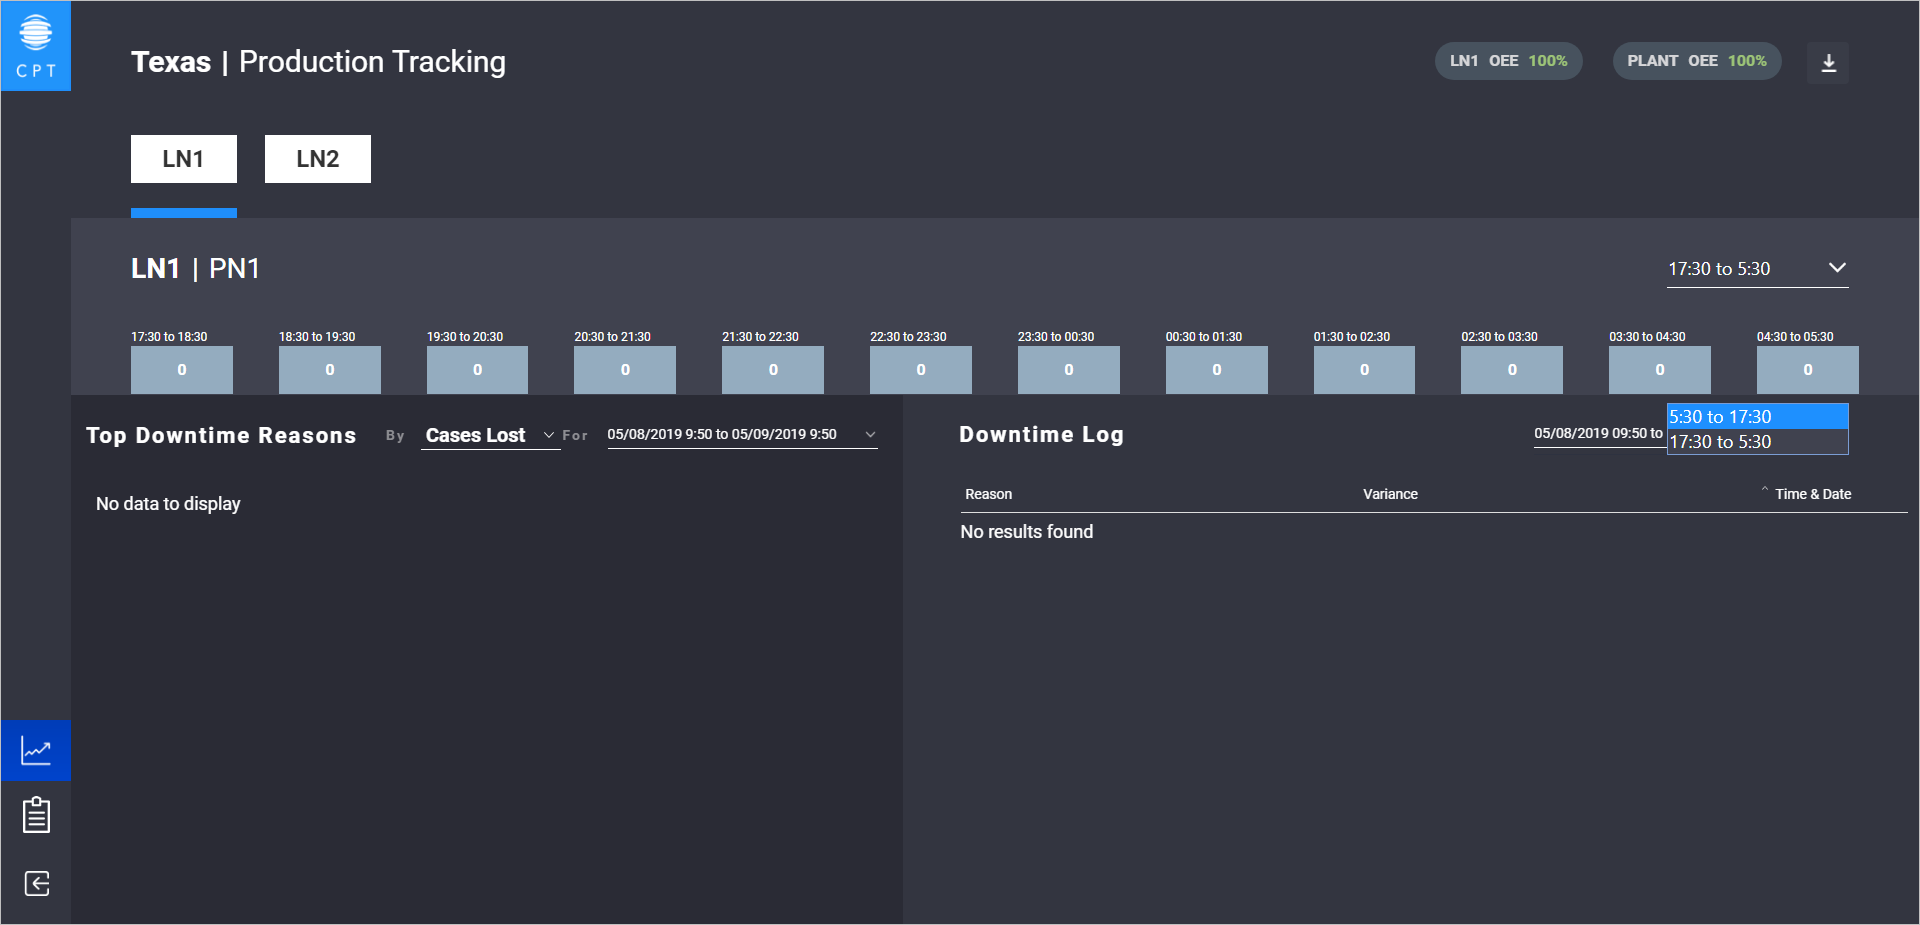 CPT
Texas | Production Tracking
LN1 OEE 100%
PLANT OEE 100%
LN1
LN2
LN1 | PN1
17:30 to 5:30
17:30 to 18:30
18:30 to 19:30
19:30 to 20:30
20:30 to 21:30
21:30 to 22:30
22:30 to 23:30
23:30 to 00:30
00:30 to 01:30
01:30 to 02:30
02:30 to 03:30
03:30 to 04:30
04:30 to 05:30
0
0
0
0
0
0
0
0
0
0
0
0
Top Downtime Reasons By Cases Lost For 05/08/2019 9:50 to 05/09/2019 9:50
No data to display
Downtime Log
05/08/2019 09:50 to
5:30 to 17:30
17:30 to 5:30
Reason Variance Time & Date
No results found